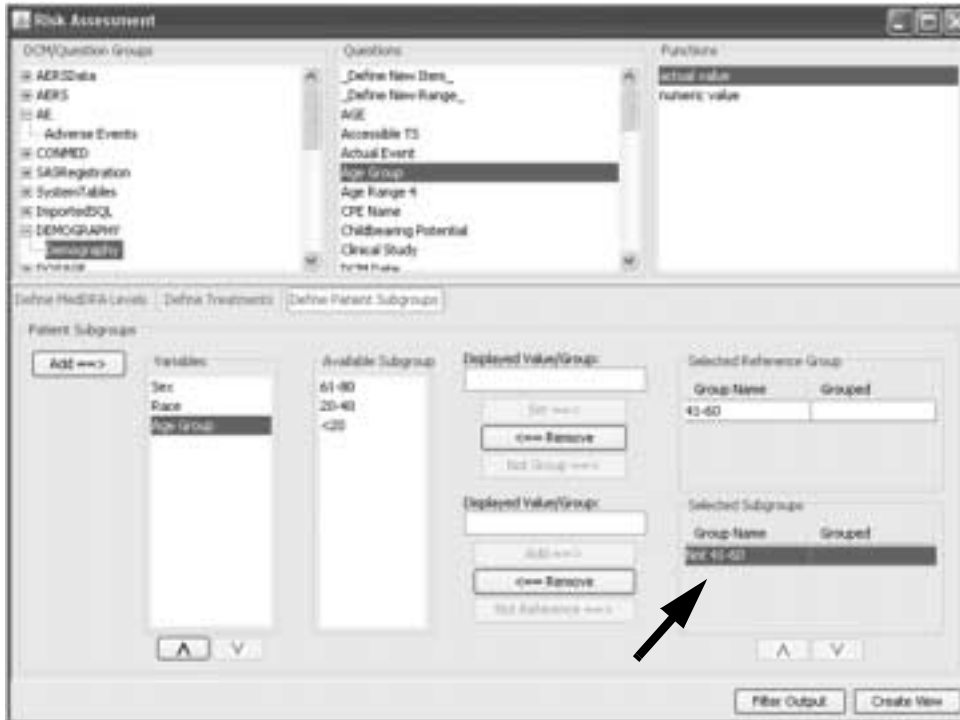 Risk Assessment
DCM/Question Groups
AERSData
AERS
AE
Adverse Events
CONMED
SASRegistration
SystemTables
ImportedSQL
DEMOGRAPHY
Demography
DOSAGE
Questions
_Define New Item_
_Define New Range_
AGE
Accessible TS
Actual Event
Age Group
Age Range 4
CPE Name
Childbearing Potential
Clinical Study
DCM Date
Functions
actual value
numeric value
Define MedDRA Levels
Define Treatments
Define Patient Subgroups
Patient Subgroups
Add ==>
Variables
Sex
Race
Age Group
Λ V
Available Subgroup
61-80
20-40
<20
Displayed Value/Group:
Set ==>
<== Remove
Not Group ==>
Displayed Value/Group:
Add ==>
<== Remove
Not Reference ==>
Selected Reference Group
Group Name Grouped
41-60
Selected Subgroups
Group Name Grouped
Not 41-60
Λ V
Filter Output
Create View